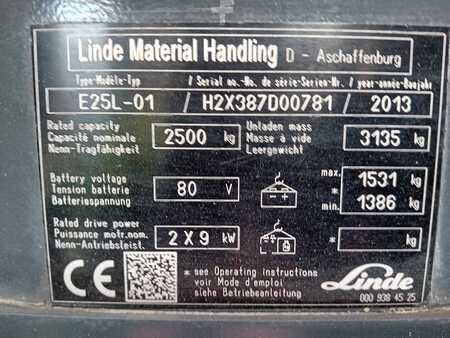 Linde Material Handling D - Aschaffenburg
Type-Modèle-Typ / Serial no.-No. de série-Serien-Nr. / year-année-Baujahr
E25L-01 / H2X387D00781 / 2013
Rated capacity
Capacité nominale
Nenn-Tragfähigkeit
2500 kg
Unladen mass
Masse à vide
Leergewicht
3135 kg
Battery voltage
Tension batterie
Batteriespannung
80 V
max. 1531 kg
*
min. 1386 kg
Rated drive power
Puissance motr.nom.
Nenn-Antriebsleist.
2 X 9 kW
* kg
CE
* see Operating instructions
voir Mode d'emploi
siehe Betriebsanleitung
Linde
000 938 45 25